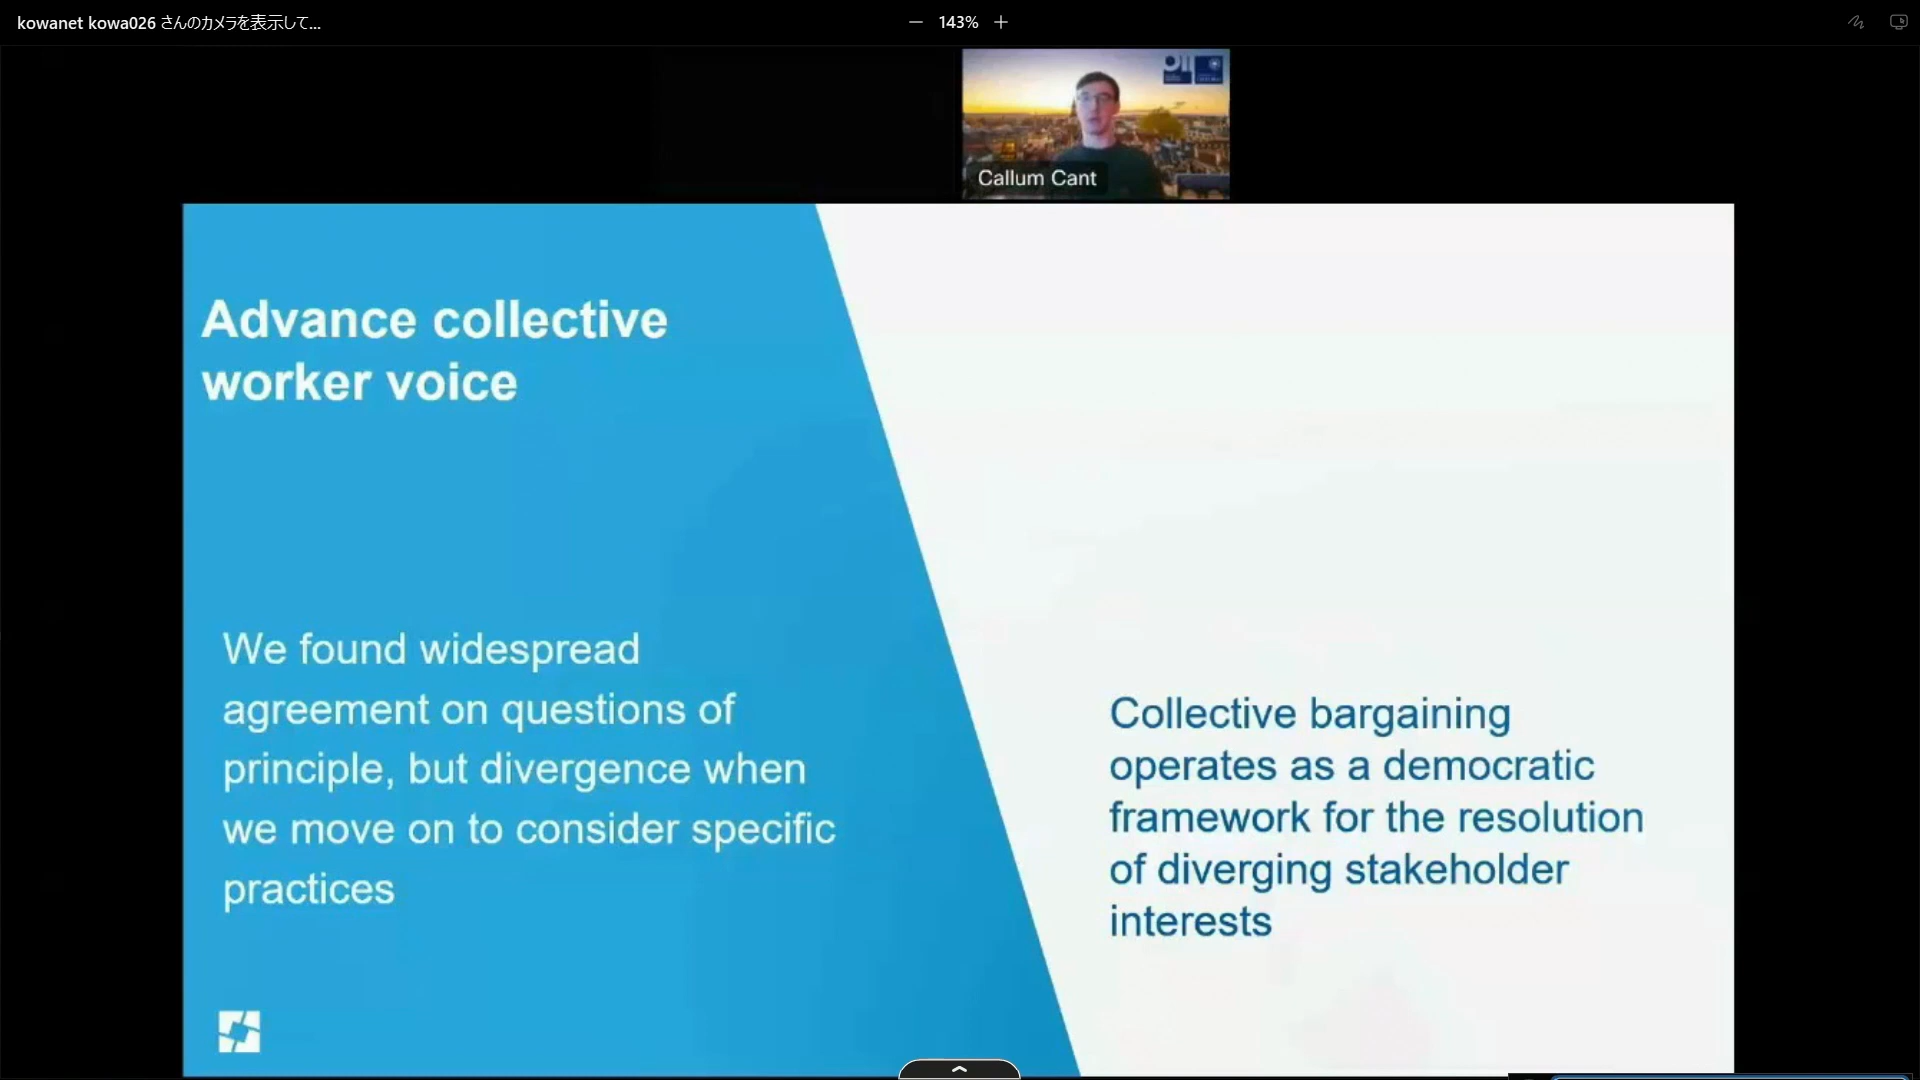 kowanet kowa026 さんのカメラを表示して...
143%
Callum Cant
Advance collective
worker voice
We found widespread
agreement on questions of
principle, but divergence when
we move on to consider specific
practices
Collective bargaining
operates as a democratic
framework for the resolution
of diverging stakeholder
interests